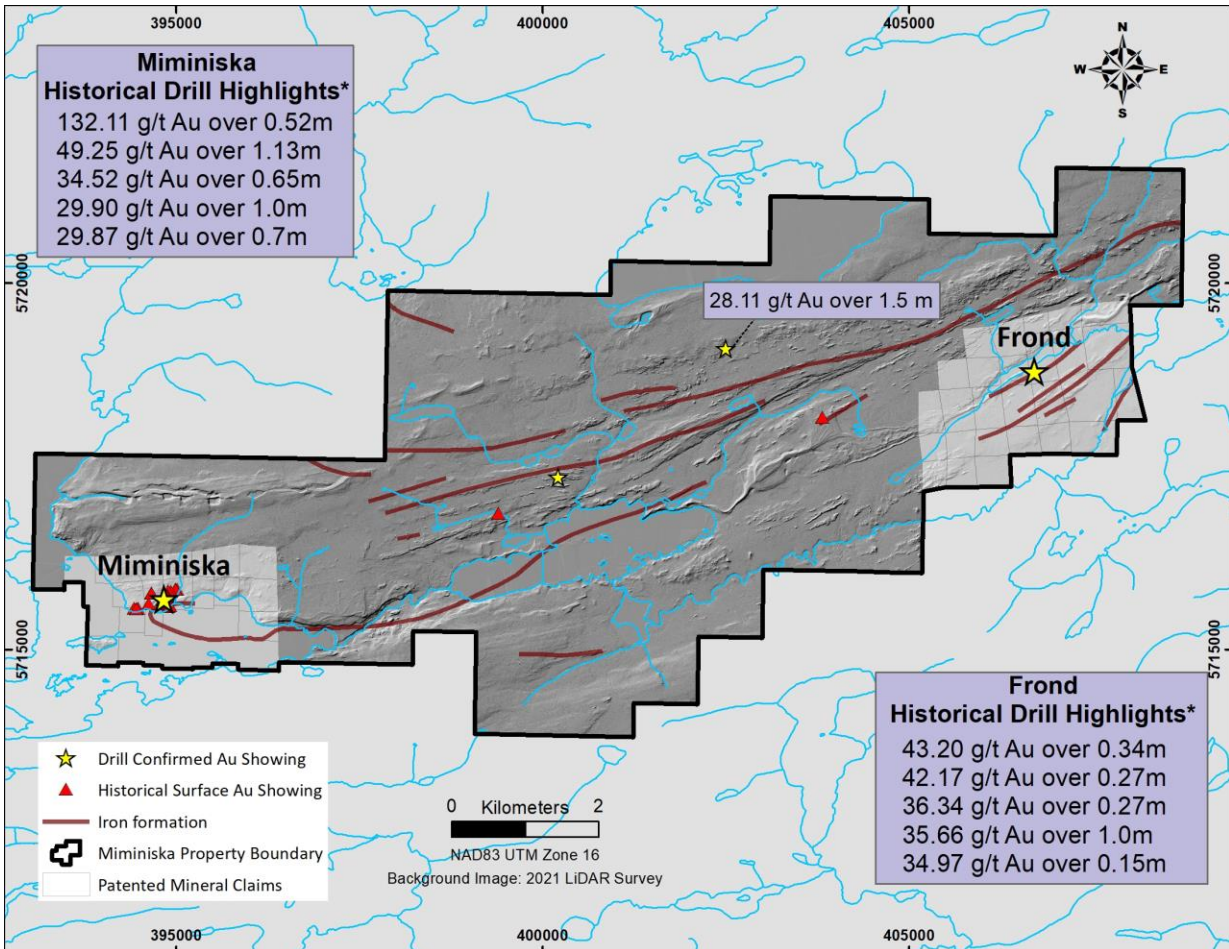 395000
400000
405000
Miminiska
Historical Drill Highlights*
132.11 g/t Au over 0.52m
49.25 g/t Au over 1.13m
34.52 g/t Au over 0.65m
29.90 g/t Au over 1.0m
29.87 g/t Au over 0.7m
N
W
E
S
5720000
5720000
28.11 g/t Au over 1.5 m
Frond
Miminiska
5715000
5715000
Frond
Historical Drill Highlights*
43.20 g/t Au over 0.34m
42.17 g/t Au over 0.27m
36.34 g/t Au over 0.27m
35.66 g/t Au over 1.0m
34.97 g/t Au over 0.15m
Drill Confirmed Au Showing
Historical Surface Au Showing
Iron formation
Miminiska Property Boundary
Patented Mineral Claims
0 Kilometers 2
NAD83 UTM Zone 16
Background Image: 2021 LiDAR Survey
395000
400000
405000